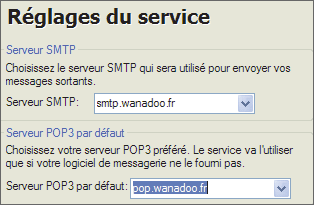 Réglages du service
Serveur SMTP
Choisissez le serveur SMTP qui sera utilisé pour envoyer vos
messages sortants.
Serveur SMTP: smtp.wanadoo.fr
Serveur POP3 par défaut
Choisissez votre serveur POP3 préféré. Le service va l'utiliser
que si votre logiciel de messagerie ne le fourni pas.
Serveur POP3 par défaut: pop.wanadoo.fr